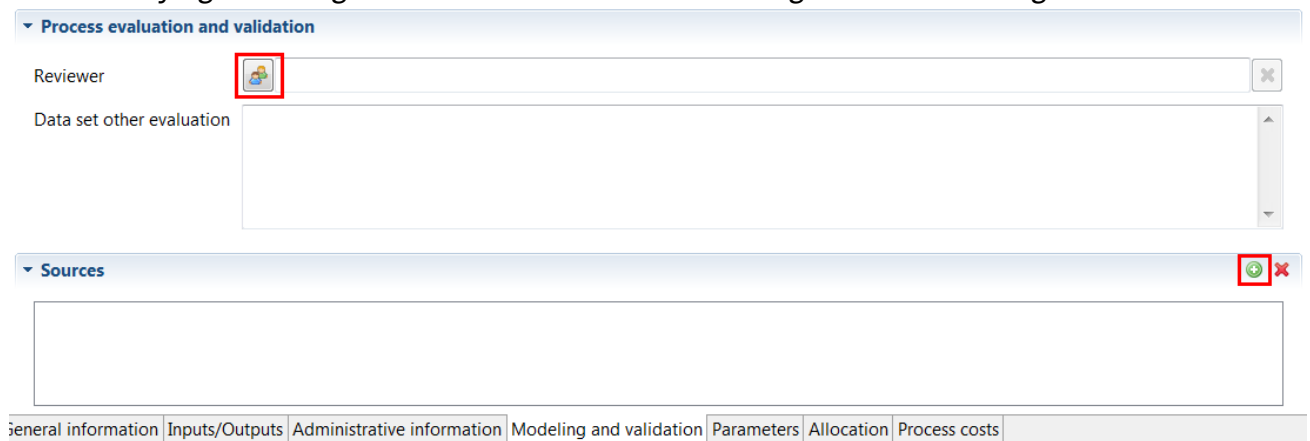 Process evaluation and validation
Reviewer
Data set other evaluation
Sources
General information Inputs/Outputs Administrative information Modeling and validation Parameters Allocation Process costs